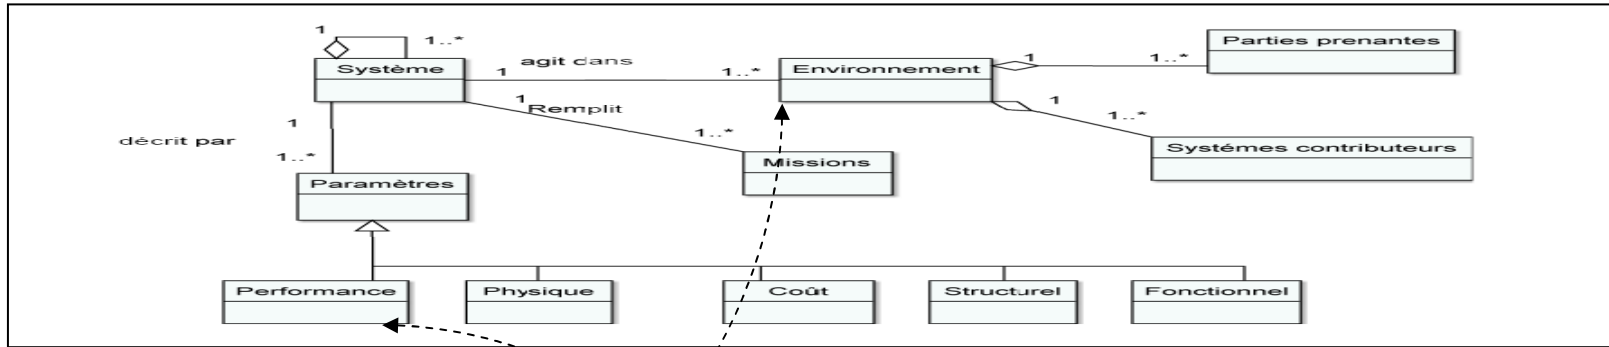 1
1..*
Système
1
agit dans
1..*
Environnement
1
1..*
Parties prenantes
1
Remplit
1..*
Missions
1
1..*
Systémes contributeurs
1
décrit par
1..*
Paramètres
Performance
Physique
Coût
Structurel
Fonctionnel